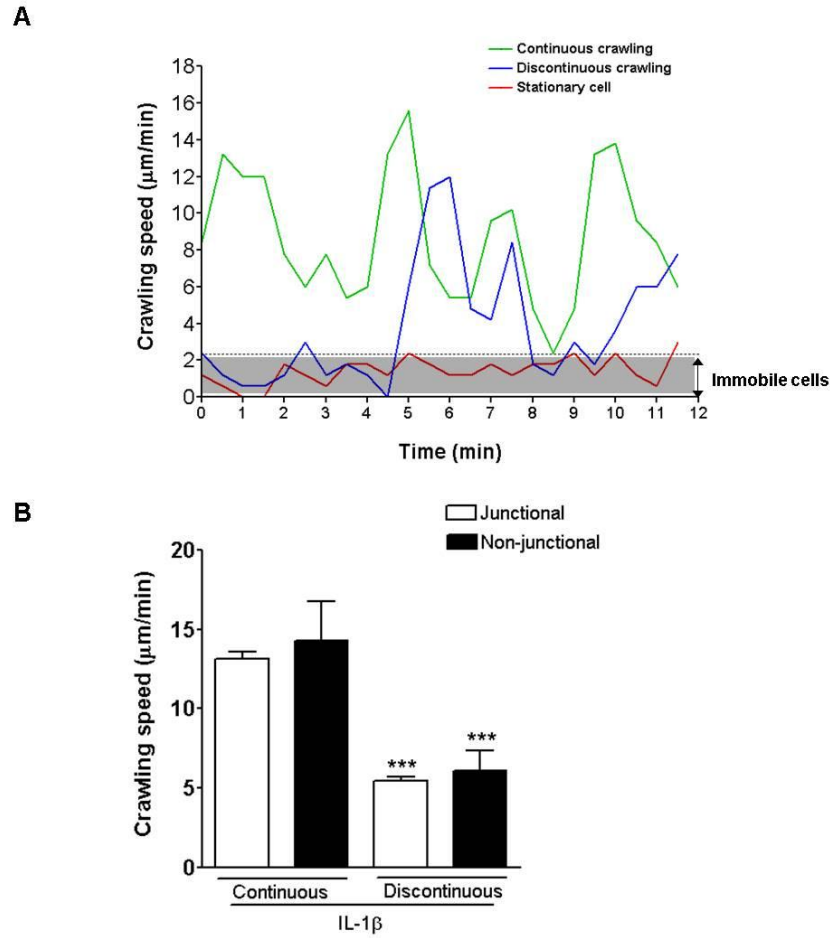 A
Continuous crawling
Discontinuous crawling
Stationary cell
Crawling speed (μm/min)
18
16
14
12
10
8
6
4
2
0
0 1 2 3 4 5 6 7 8 9 10 11 12
Immobile cells
Time (min)
B
Junctional
Non-junctional
Crawling speed (μm/min)
20
15
10
5
0
*** ***
Continuous Discontinuous
IL-1β